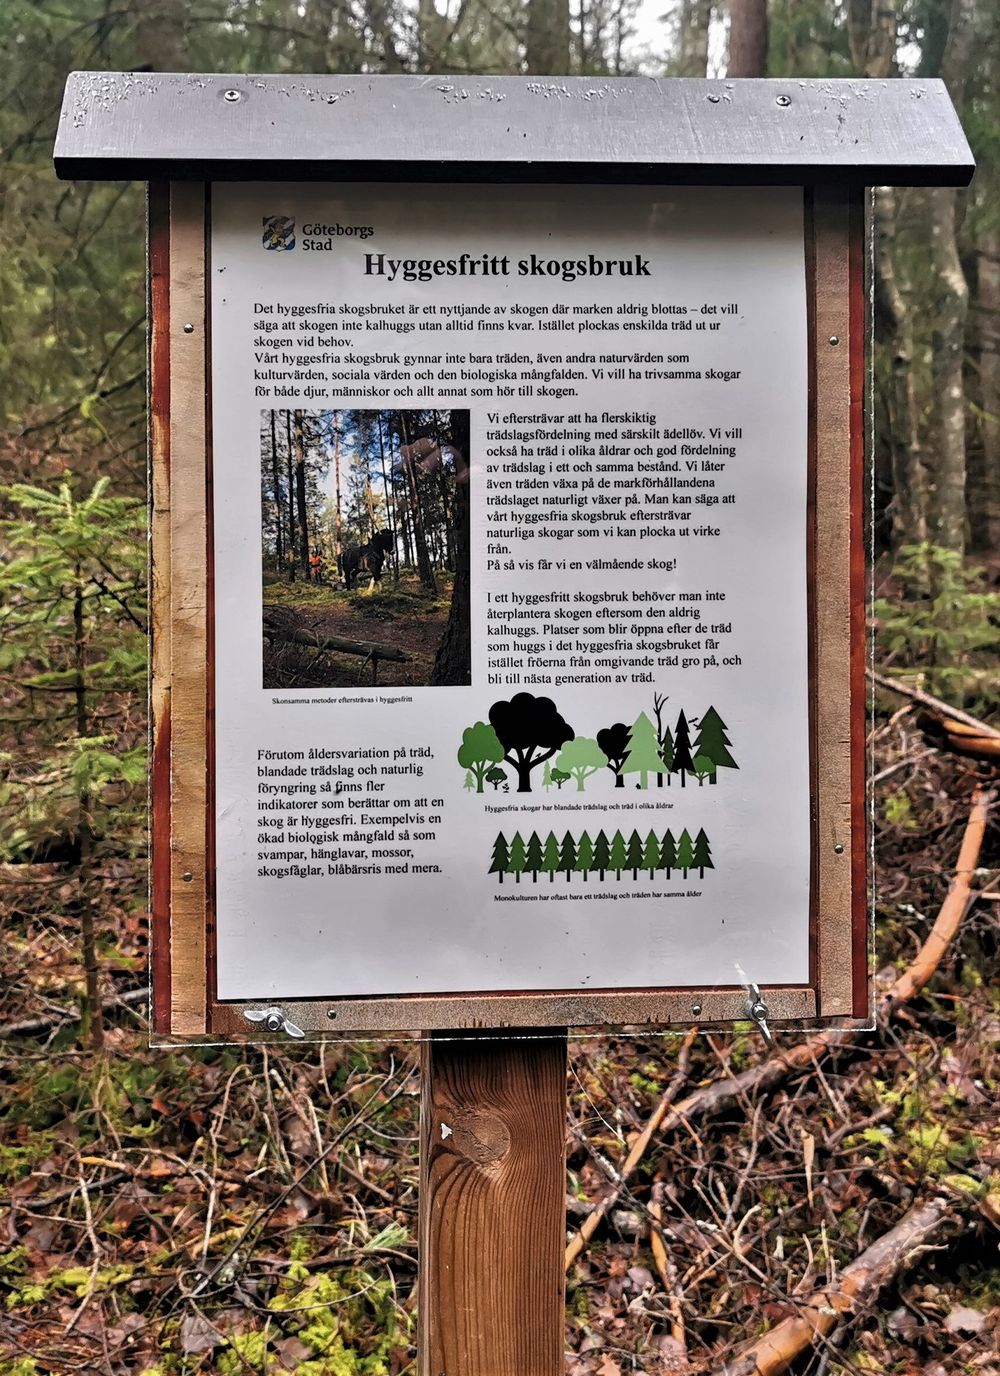 Göteborgs
Stad
Hyggesfritt skogsbruk
Det hyggesfria skogsbruket är ett nyttjande av skogen där marken aldrig blottas – det vill
säga att skogen inte kalhuggs utan alltid finns kvar. Istället plockas enskilda träd ut ur
skogen vid behov.
Vårt hyggesfria skogsbruk gynnar inte bara träden, även andra naturvärden som
kulturvärden, sociala värden och den biologiska mångfalden. Vi vill ha trivsamma skogar
för både djur, människor och allt annat som hör till skogen.
Vi eftersträvar att ha flerskiktig
trädslagsfördelning med särskilt ädellöv. Vi vill
också ha träd i olika åldrar och god fördelning
av trädslag i ett och samma bestånd. Vi låter
även träden växa på de markförhållandena
trädslaget naturligt växer på. Man kan säga att
vårt hyggesfria skogsbruk eftersträvar
naturliga skogar som vi kan plocka ut virke
från.
På så vis får vi en välmående skog!
I ett hyggesfritt skogsbruk behöver man inte
återplantera skogen eftersom den aldrig
kalhuggs. Platser som blir öppna efter de träd
som huggs i det hyggesfria skogsbruket får
istället fröerna från omgivande träd gro på, och
bli till nästa generation av träd.
Skonsamma metoder eftersträvas i hyggesfritt
Förutom åldersvariation på träd,
blandade trädslag och naturlig
föryngring så finns fler
indikatorer som berättar om att en
skog är hyggesfri. Exempelvis en
ökad biologisk mångfald så som
svampar, hänglavar, mossor,
skogsfåglar, blåbärsris med mera.
Hyggesfria skogar har blandade trädslag och träd i olika åldrar
Monokulturen har oftast bara ett trädslag och träden har samma ålder